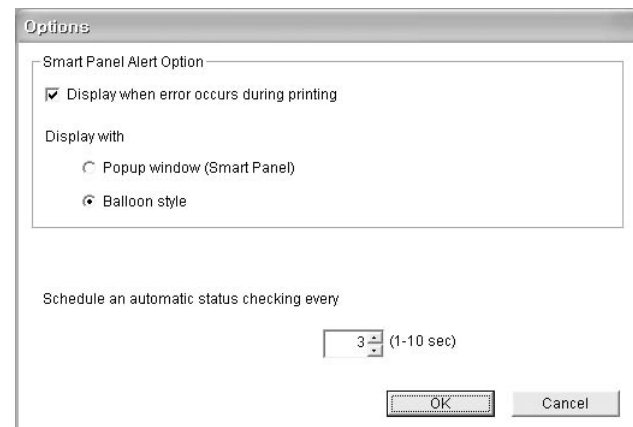 Options
Smart Panel Alert Option
Display when error occurs during printing
Display with
Popup window (Smart Panel)
Balloon style
Schedule an automatic status checking every
3 (1-10 sec)
OK Cancel